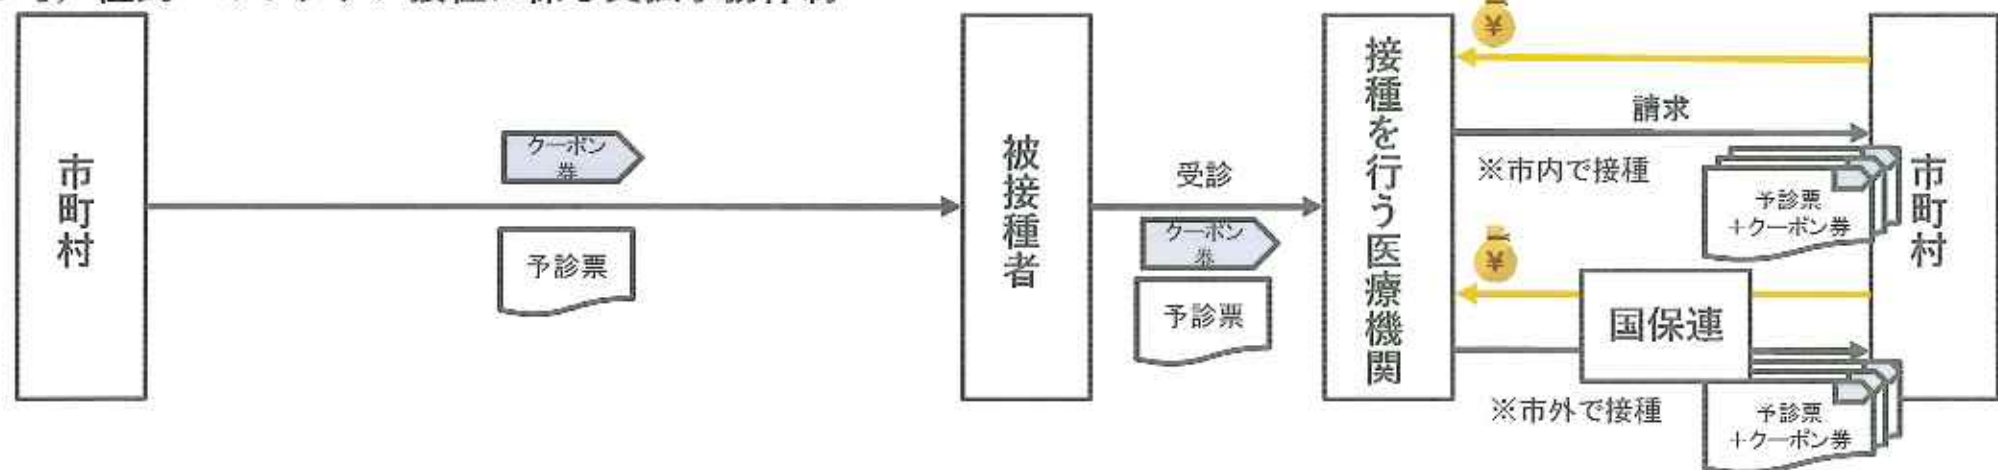 市町村
クーポン
券
予診票
被接種者
受診
クーポン
券
予診票
接種を行う医療機関
¥
請求
※市内で接種
予診票
+クーポン券
¥
国保連
※市外で接種
予診票
+クーポン券
市町村